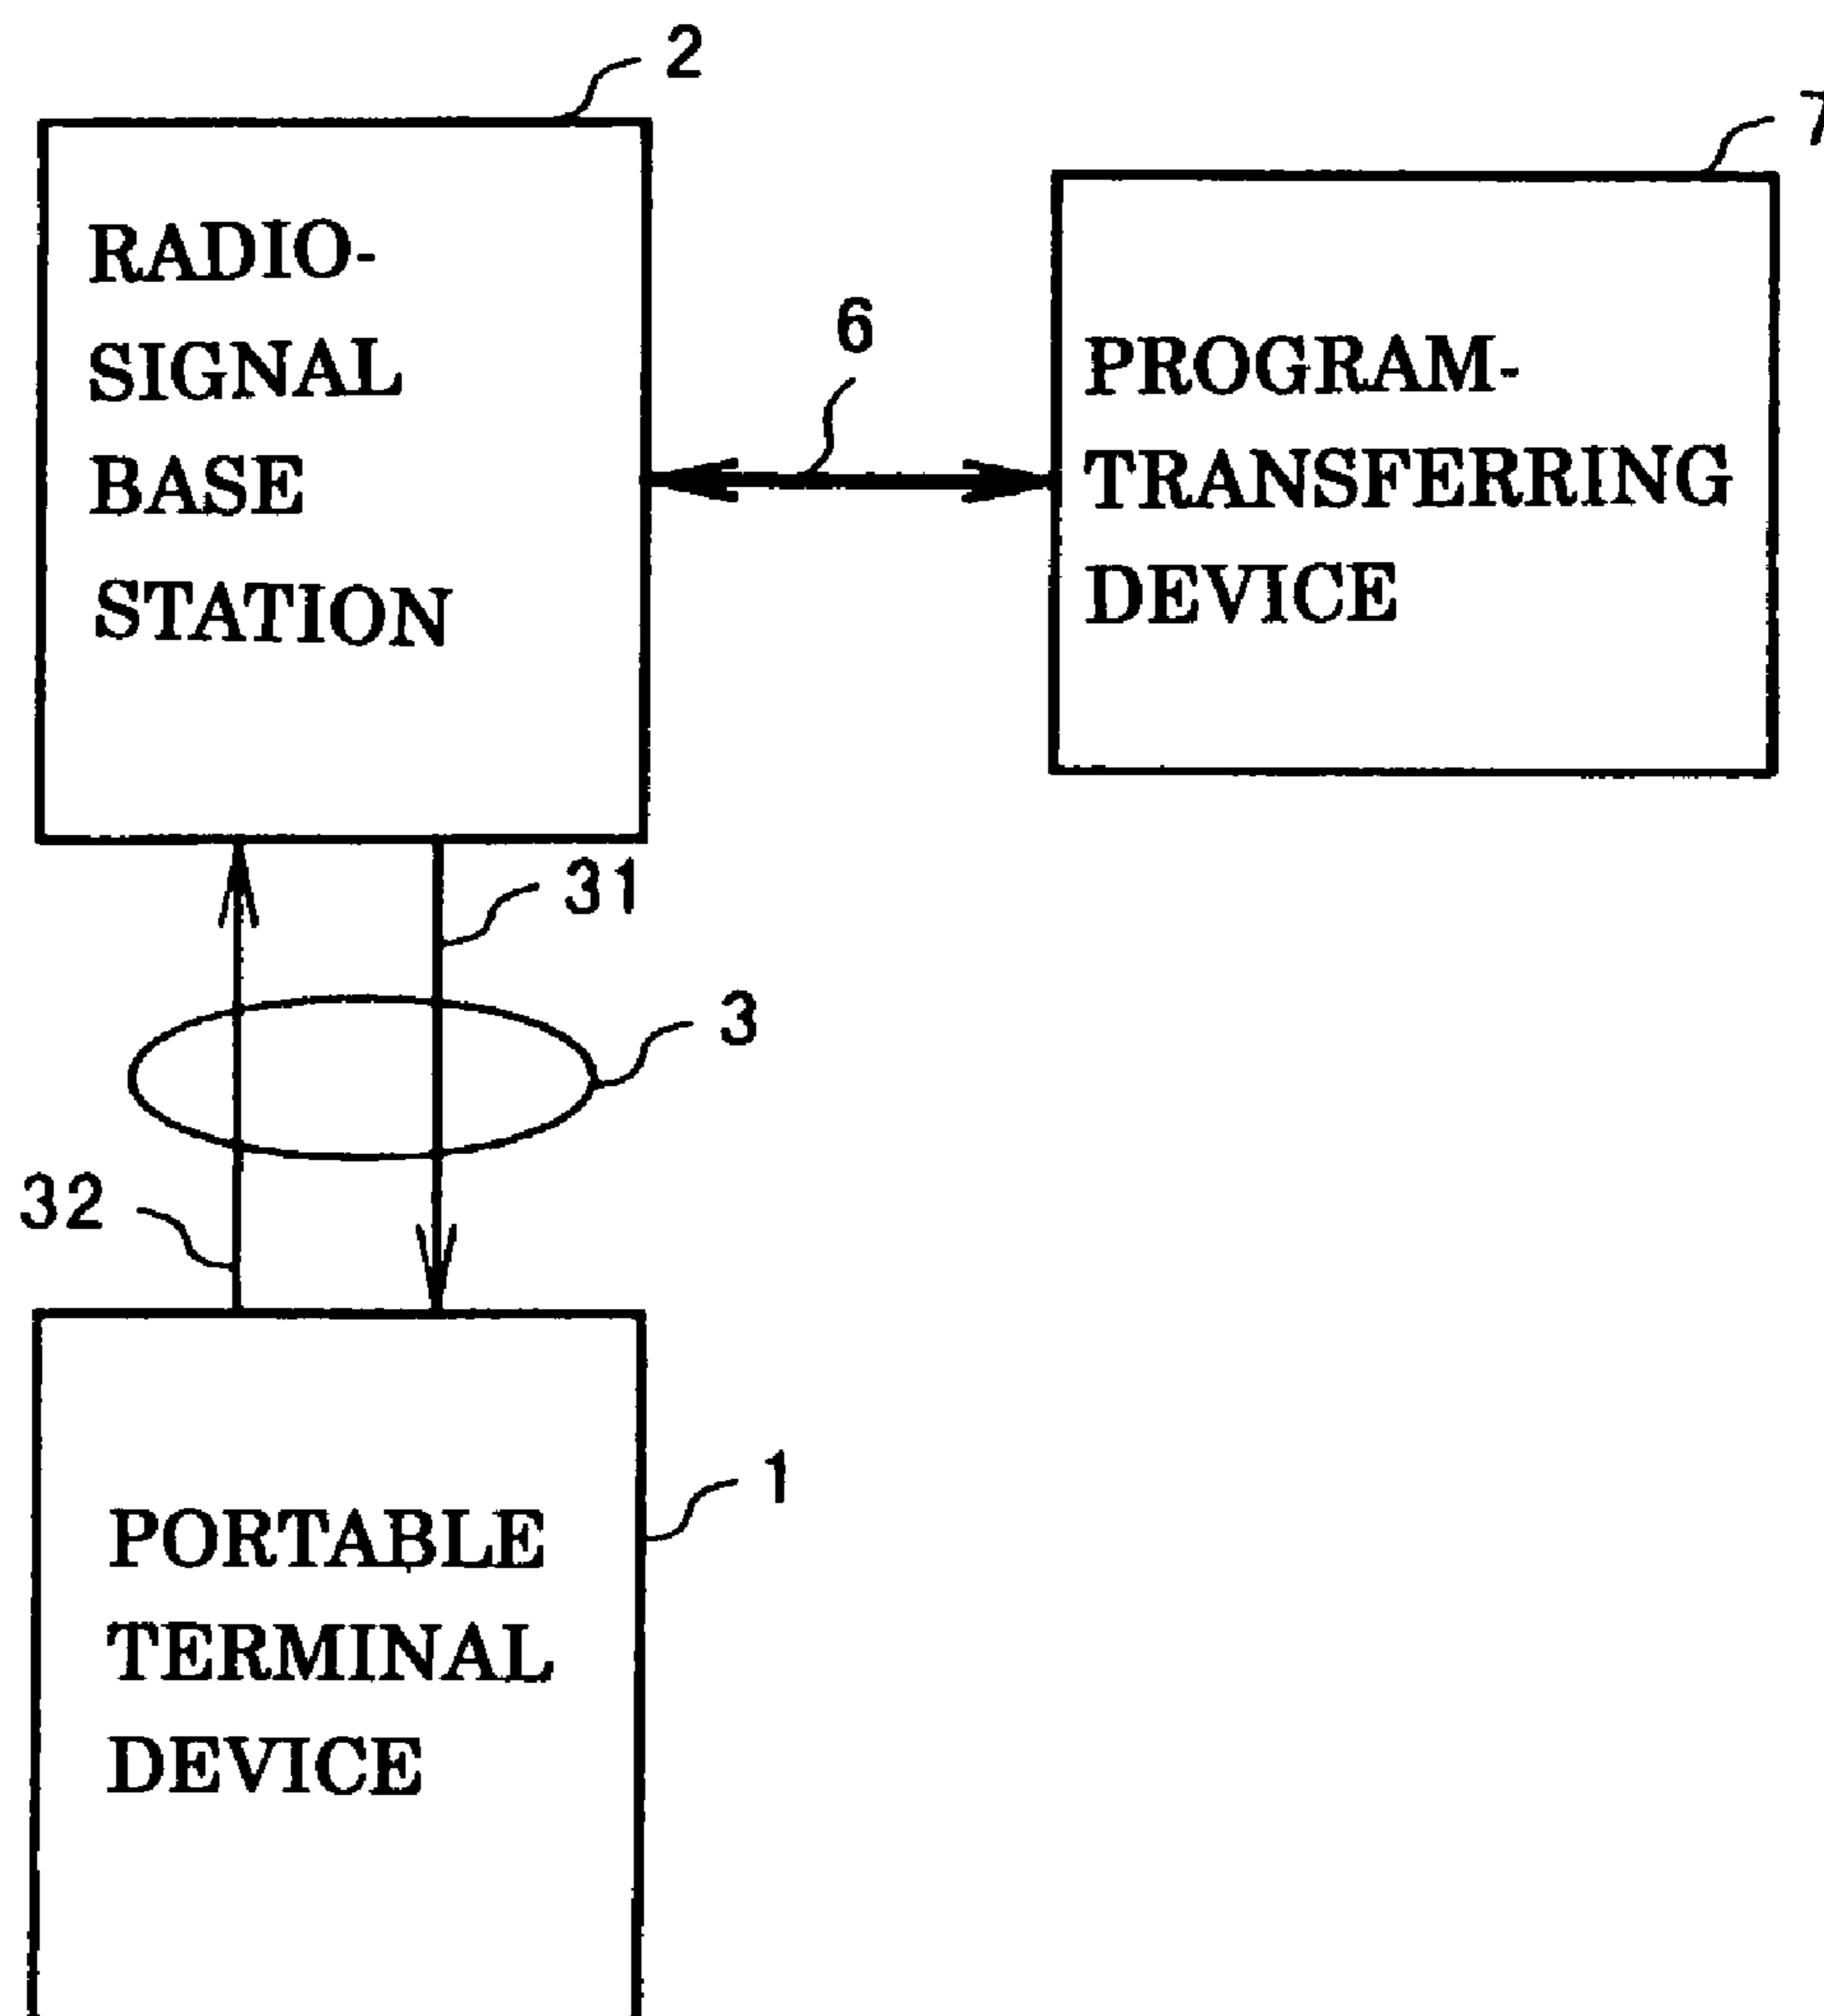 2
7
RADIO-
SIGNAL
BASE
STATION
6
PROGRAM-
TRANSFERRING
DEVICE
31
3
32
1
PORTABLE
TERMINAL
DEVICE